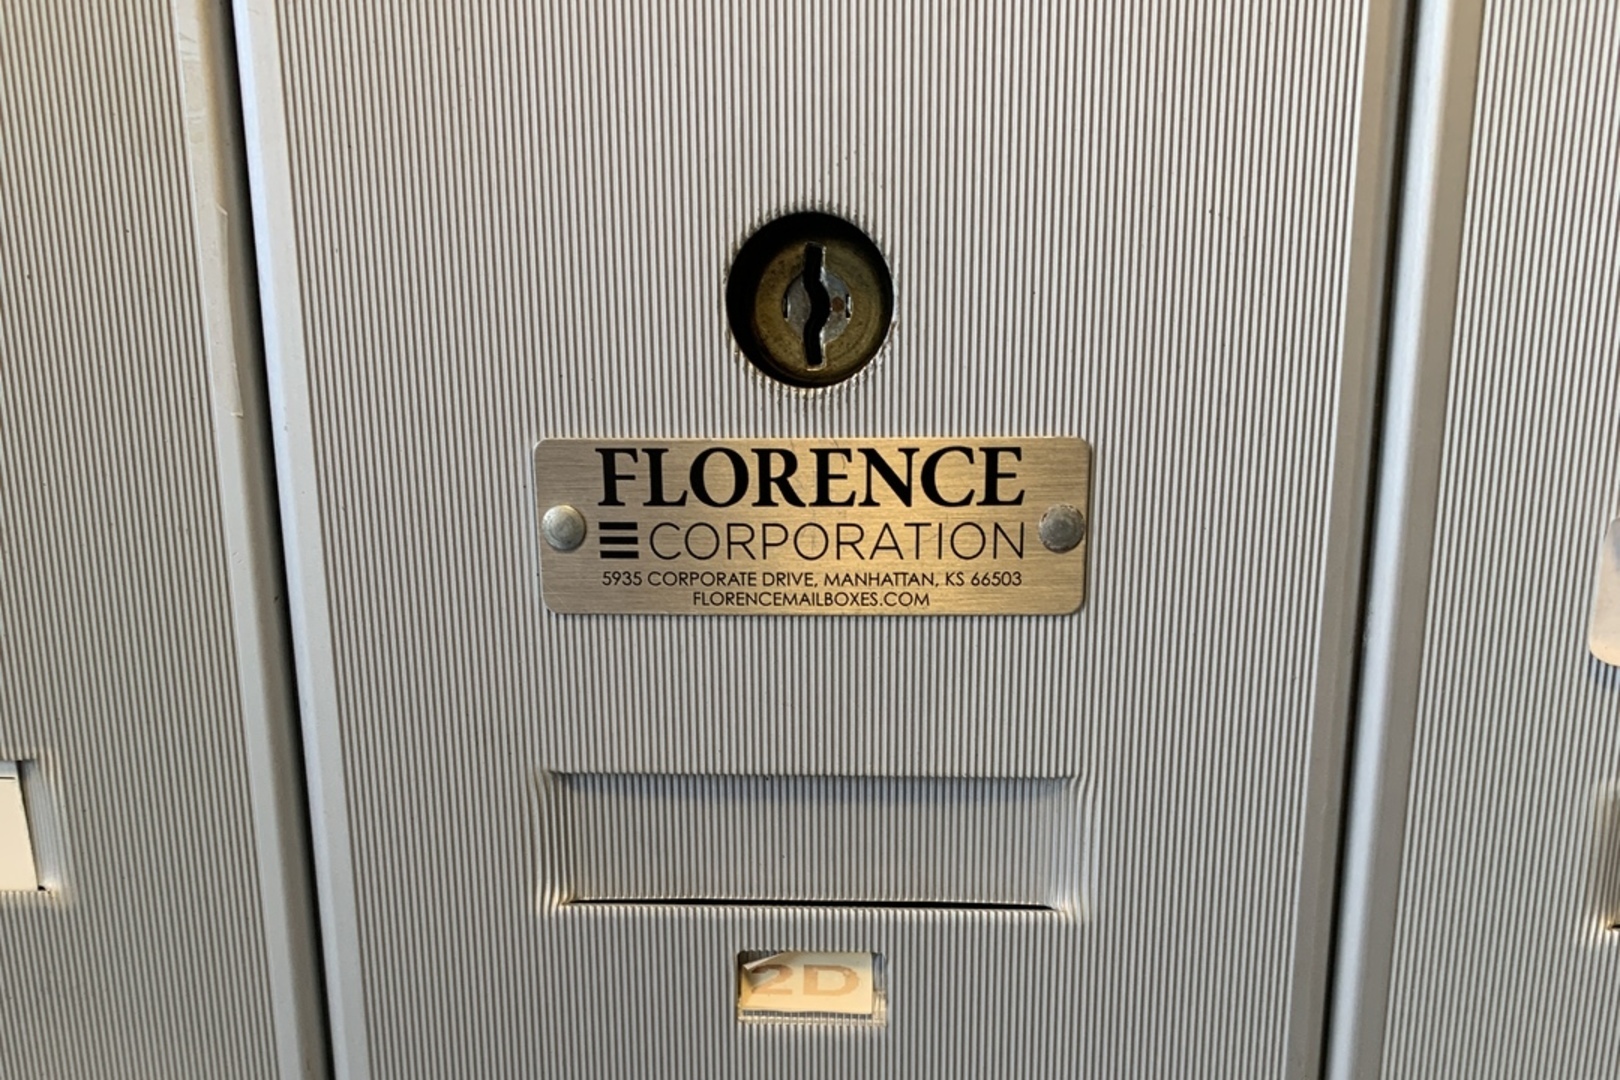 FLORENCE
CORPORATION
5935 CORPORATE DRIVE, MANHATTAN, KS 66503
FLORENCEMAILBOXES.COM
2D